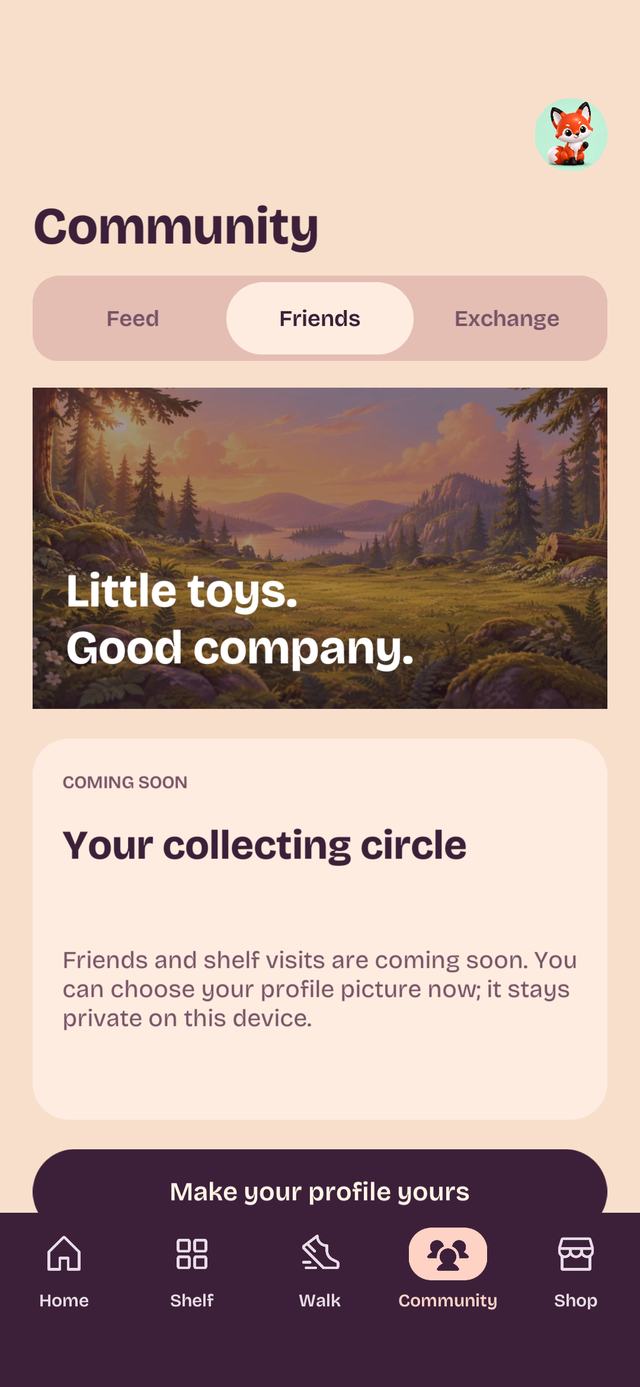 Community
Feed
Friends
Exchange
Little toys.
Good company.
COMING SOON
Your collecting circle
Friends and shelf visits are coming soon. You
can choose your profile picture now; it stays
private on this device.
Make your profile yours
Home
Shelf
Walk
Community
Shop